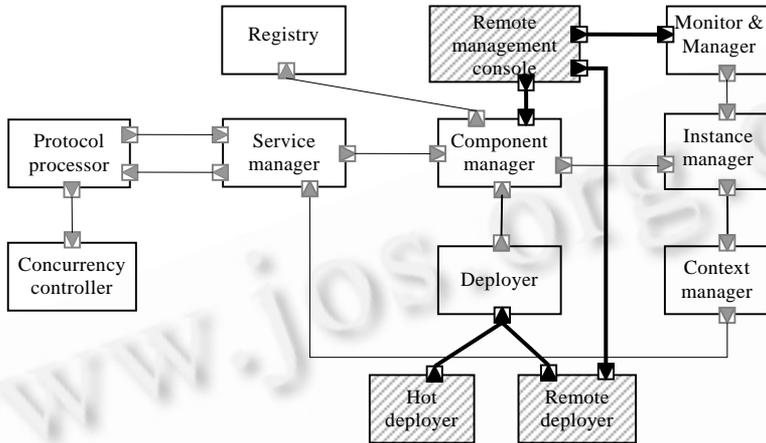 Registry
Remote
management
console
Monitor &
Manager
Protocol
processor
Service
manager
Component
manager
Instance
manager
Concurrency
controller
Deployer
Context
manager
Hot
deployer
Remote
deployer
www.jos.org.c